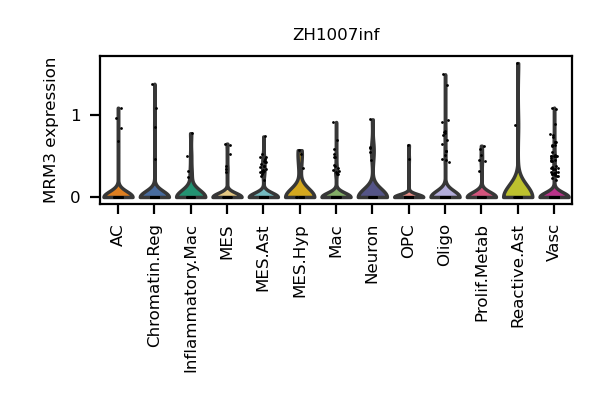 ZH1007inf
MRM3 expression
1
0
AC
Chromatin.Reg
Inflammatory.Mac
MES
MES.Ast
MES.Hyp
Mac
Neuron
OPC
Oligo
Prolif.Metab
Reactive.Ast
Vasc